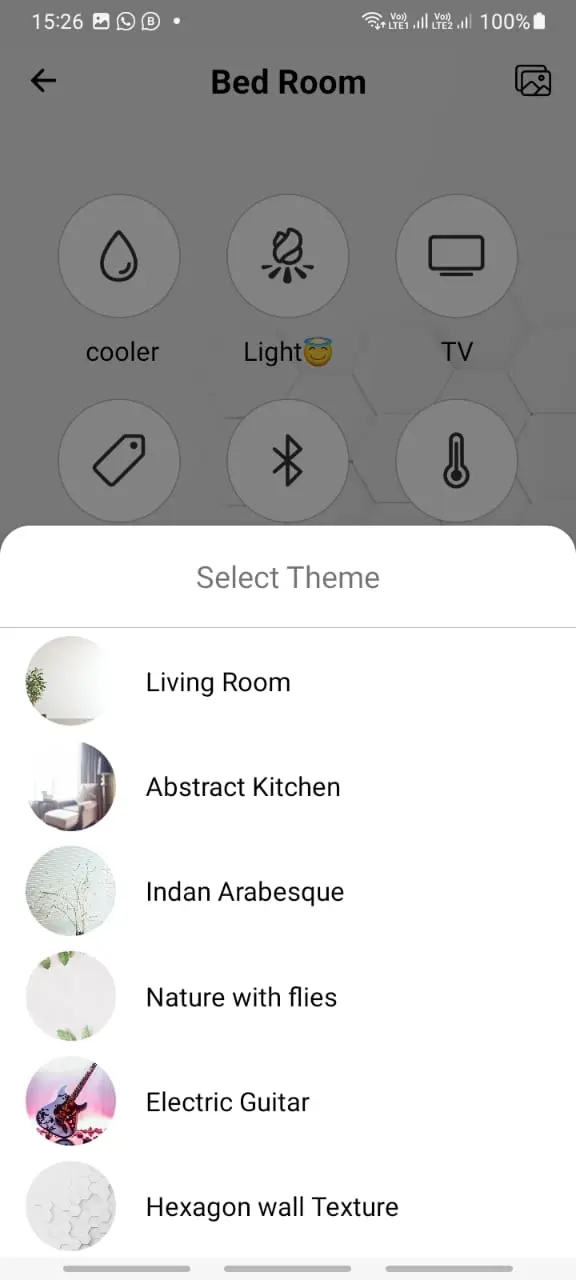 15:26 100%
Vo) LTE1 Vo) LTE2
Bed Room
cooler Light😇 TV
Select Theme
Living Room
Abstract Kitchen
Indan Arabesque
Nature with flies
Electric Guitar
Hexagon wall Texture